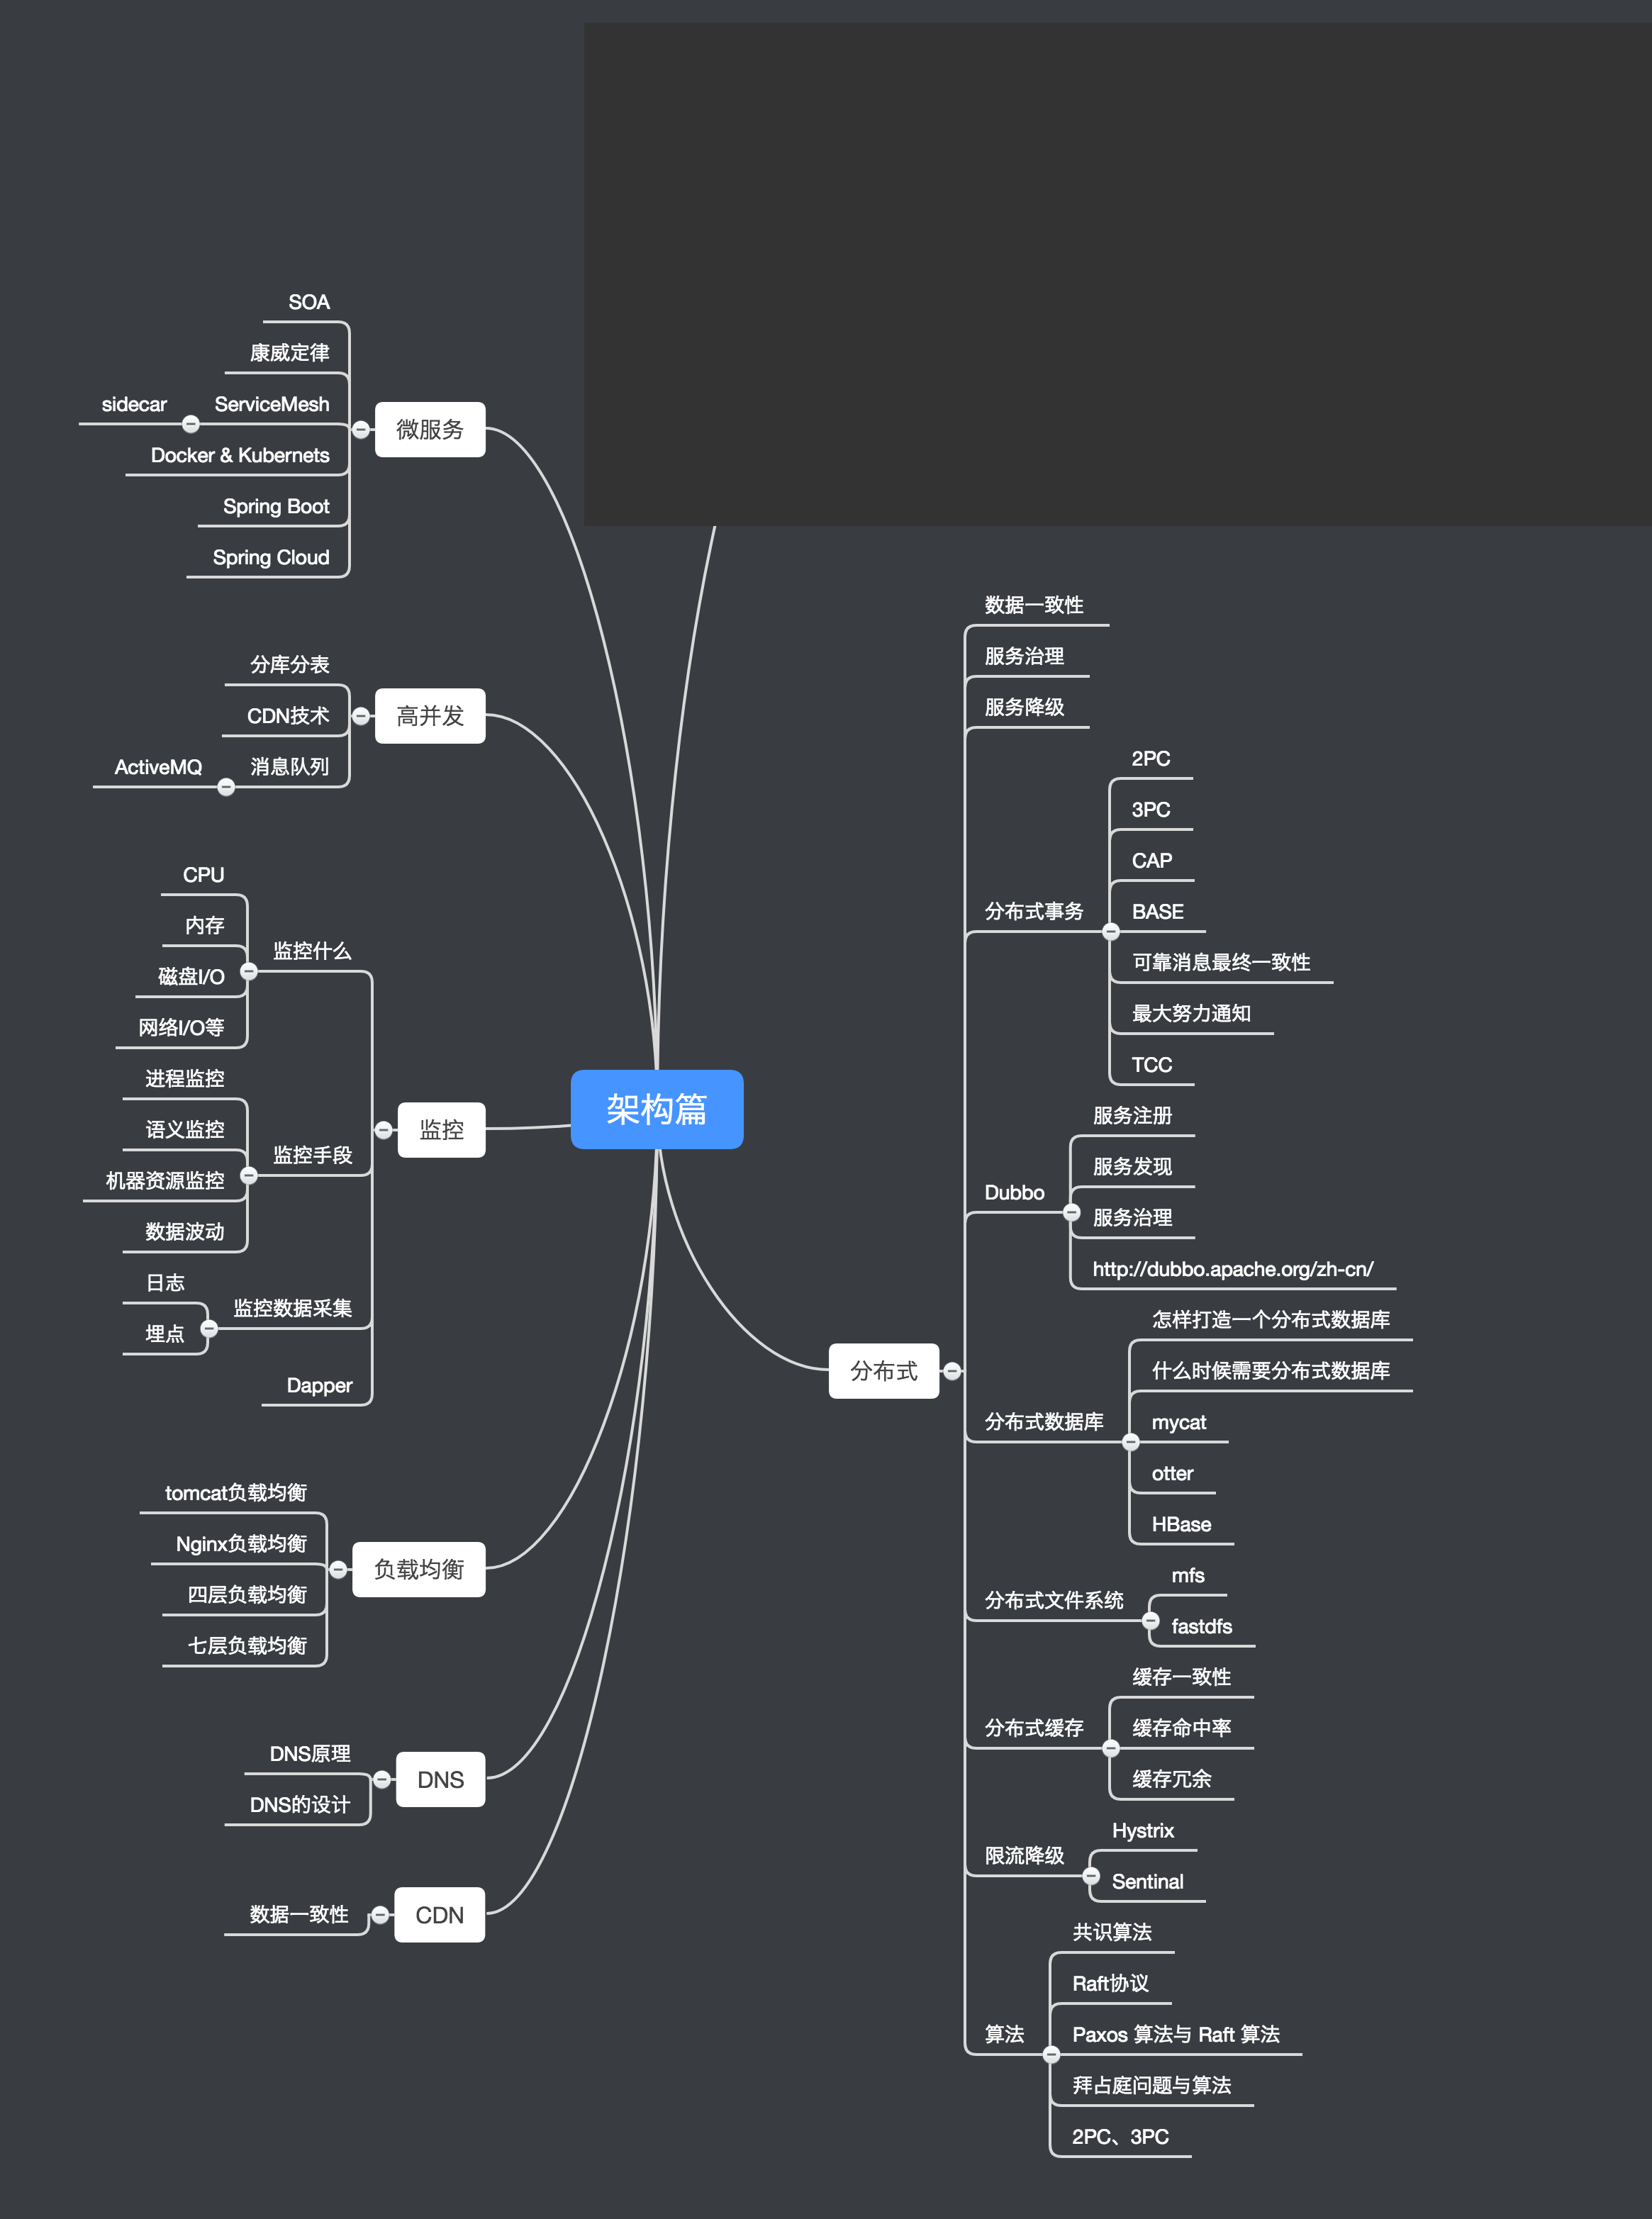 架构篇
微服务
SOA
康威定律
ServiceMesh
sidecar
Docker & Kubernets
Spring Boot
Spring Cloud
高并发
分库分表
CDN技术
消息队列
ActiveMQ
监控
监控什么
CPU
内存
磁盘I/O
网络I/O等
监控手段
进程监控
语义监控
机器资源监控
数据波动
监控数据采集
日志
埋点
Dapper
负载均衡
tomcat负载均衡
Nginx负载均衡
四层负载均衡
七层负载均衡
DNS
DNS原理
DNS的设计
CDN
数据一致性
分布式
数据一致性
服务治理
服务降级
分布式事务
2PC
3PC
CAP
BASE
可靠消息最终一致性
最大努力通知
TCC
Dubbo
服务注册
服务发现
服务治理
http://dubbo.apache.org/zh-cn/
分布式数据库
怎样打造一个分布式数据库
什么时候需要分布式数据库
mycat
otter
HBase
分布式文件系统
mfs
fastdfs
分布式缓存
缓存一致性
缓存命中率
缓存冗余
限流降级
Hystrix
Sentinal
算法
共识算法
Raft协议
Paxos 算法与 Raft 算法
拜占庭问题与算法
2PC、3PC